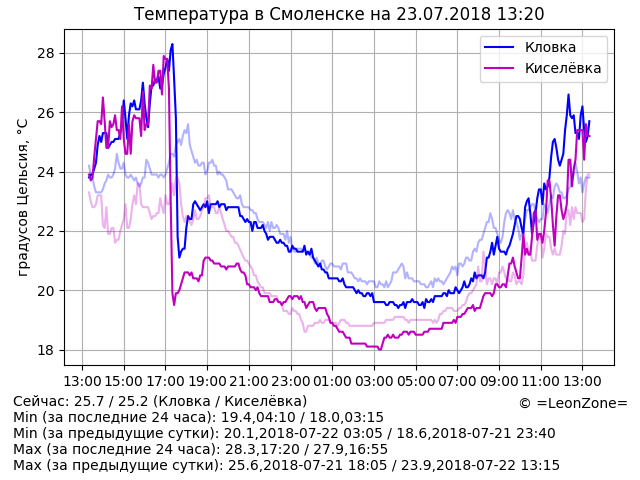 Температура в Смоленске на 23.07.2018 13:20
Кловка
Киселёвка
градусов Цельсия, °C
28
26
24
22
20
18
13:00 15:00 17:00 19:00 21:00 23:00 01:00 03:00 05:00 07:00 09:00 11:00 13:00
Сейчас: 25.7 / 25.2 (Кловка / Киселёвка)
© =LeonZone=
Min (за последние 24 часа): 19.4,04:10 / 18.0,03:15
Min (за предыдущие сутки): 20.1,2018-07-22 03:05 / 18.6,2018-07-21 23:40
Max (за последние 24 часа): 28.3,17:20 / 27.9,16:55
Max (за предыдущие сутки): 25.6,2018-07-21 18:05 / 23.9,2018-07-22 13:15